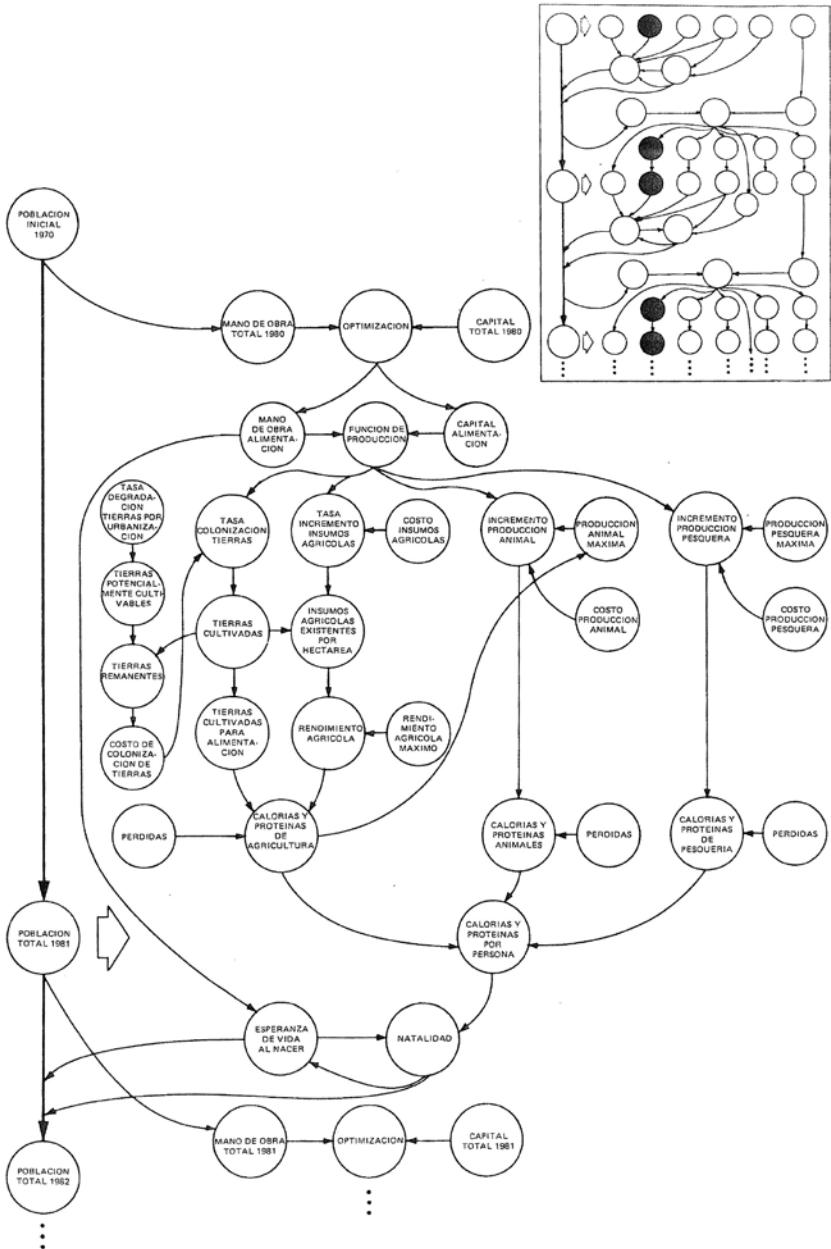 POBLACION
INICIAL
1970
MANO DE OBRA
TOTAL 1980
OPTIMIZACION
CAPITAL
TOTAL 1980
MANO
DE OBRA
ALIMENTA-
CION
FUNCION DE
PRODUCCION
CAPITAL
ALIMENTA-
CION
TASA
DEGRADACION
TIERRAS POR
URBANIZA-
CION
TASA
COLONIZACION
TIERRAS
TASA
INCREMENTO
INSUMOS
AGRICOLAS
COSTO
INSUMOS
AGRICOLAS
INCREMENTO
PRODUCCION
ANIMAL
PRODUCCION
ANIMAL
MAXIMA
INCREMENTO
PRODUCCION
PESQUERA
PRODUCCION
PESQUERA
MAXIMA
TIERRAS
POTENCIAL-
MENTE CULTI-
VABLES
TIERRAS
CULTIVADAS
INSUMOS
AGRICOLAS
EXISTENTES
POR
HECTAREA
COSTO
PRODUCCION
ANIMAL
COSTO
PRODUCCION
PESQUERA
TIERRAS
REMANENTES
COSTO DE
COLONIZA-
CION DE
TIERRAS
TIERRAS
CULTIVADAS
PARA
ALIMENTA-
CION
RENDIMIENTO
AGRICOLA
RENDI-
MIENTO
AGRICOLA
MAXIMO
PERDIDAS
CALORIAS Y
PROTEINAS
DE
AGRICULTURA
CALORIAS Y
PROTEINAS
ANIMALES
PERDIDAS
CALORIAS Y
PROTEINAS
DE
PESQUERIA
PERDIDAS
POBLACION
TOTAL 1981
CALORIAS Y
PROTEINAS
POR
PERSONA
ESPERANZA
DE VIDA
AL NACER
NATALIDAD
MANO DE OBRA
TOTAL 1981
OPTIMIZACION
CAPITAL
TOTAL 1981
POBLACION
TOTAL 1982